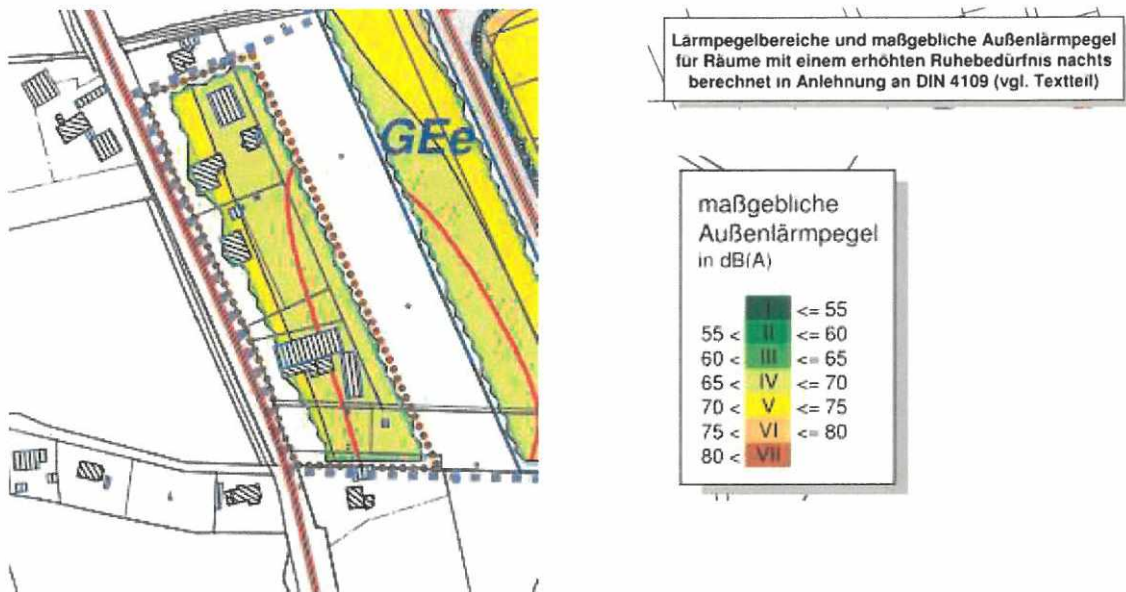 GEe
Lärmpegelbereiche und maßgebliche Außenlärmpegel
für Räume mit einem erhöhten Ruhebedürfnis nachts
berechnet in Anlehnung an DIN 4109 (vgl. Textteil)
maßgebliche
Außenlärmpegel
in dB(A)
I <= 55
55 < II <= 60
60 < III <= 65
65 < IV <= 70
70 < V <= 75
75 < VI <= 80
80 < VII